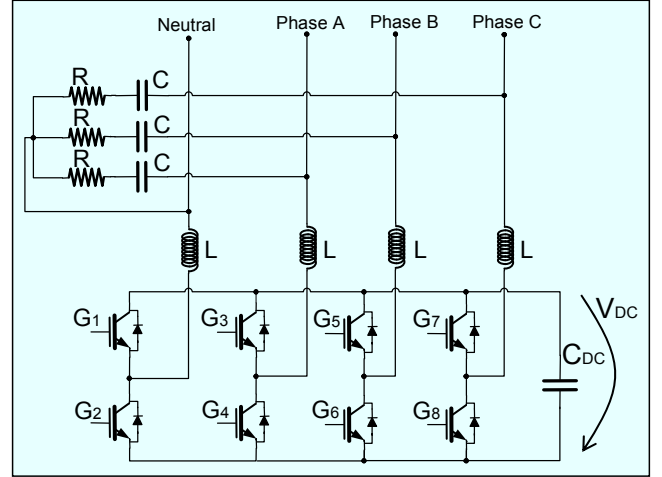 Neutral Phase A Phase B Phase C
R C
R C
R C
L L L L
G1 G3 G5 G7 VDC
CDC
G2 G4 G6 G8